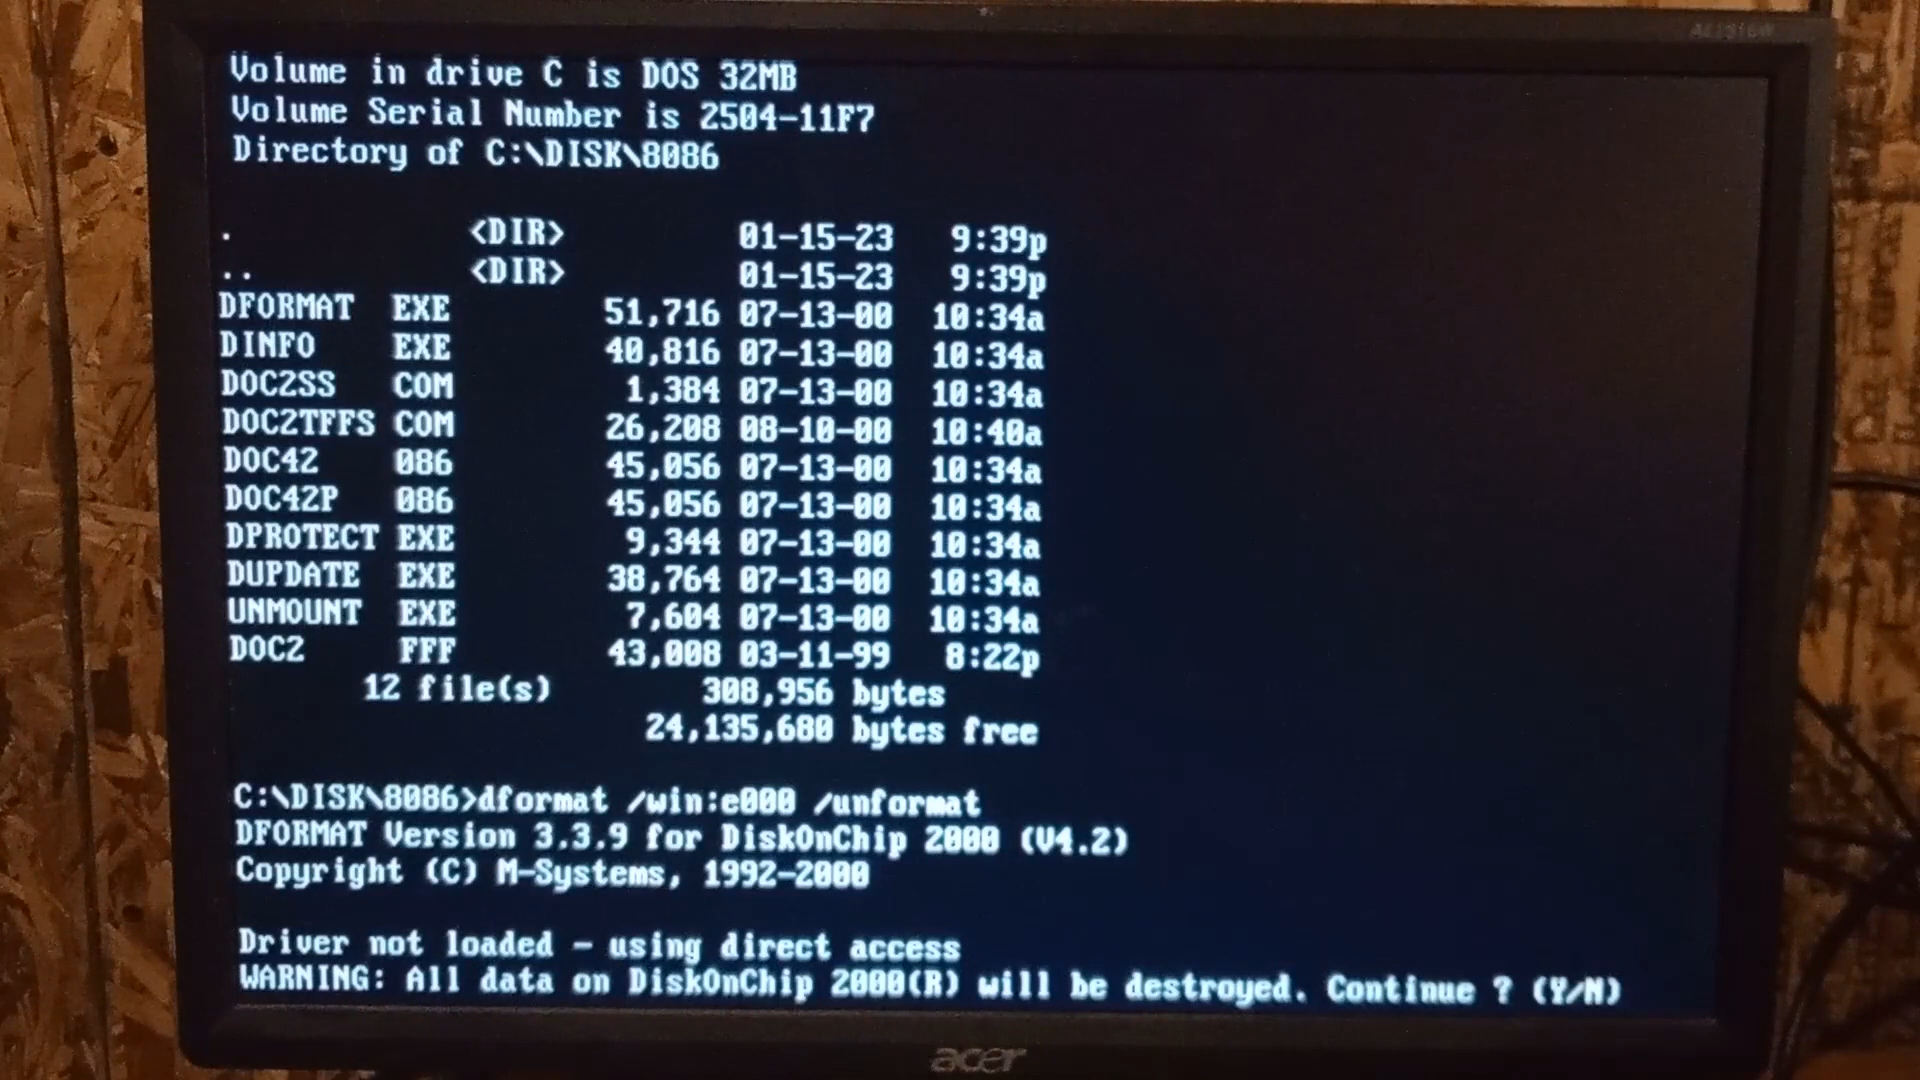 Volume in drive C is DOS 32MB
Volume Serial Number is 2504-11F7
Directory of C:\DISK\8086
. <DIR> 01-15-23 9:39p
.. <DIR> 01-15-23 9:39p
DFORMAT EXE 51,716 07-13-00 10:34a
DINFO EXE 40,816 07-13-00 10:34a
DOC2SS COM 1,384 07-13-00 10:34a
DOC2TFFS COM 26,208 08-10-00 10:40a
DOC42 086 45,056 07-13-00 10:34a
DOC42P 086 45,056 07-13-00 10:34a
DPROTECT EXE 9,344 07-13-00 10:34a
DUPDATE EXE 38,764 07-13-00 10:34a
UNMOUNT EXE 7,604 07-13-00 10:34a
DOC2 FFF 43,008 03-11-99 8:22p
12 file(s) 308,956 bytes
24,135,680 bytes free
C:\DISK\8086>dformat /win:e000 /unformat
DFORMAT Version 3.3.9 for DiskOnChip 2000 (V4.2)
Copyright (C) M-Systems, 1992-2000
Driver not loaded - using direct access
WARNING: All data on DiskOnChip 2000(R) will be destroyed. Continue ? (Y/N)
acer